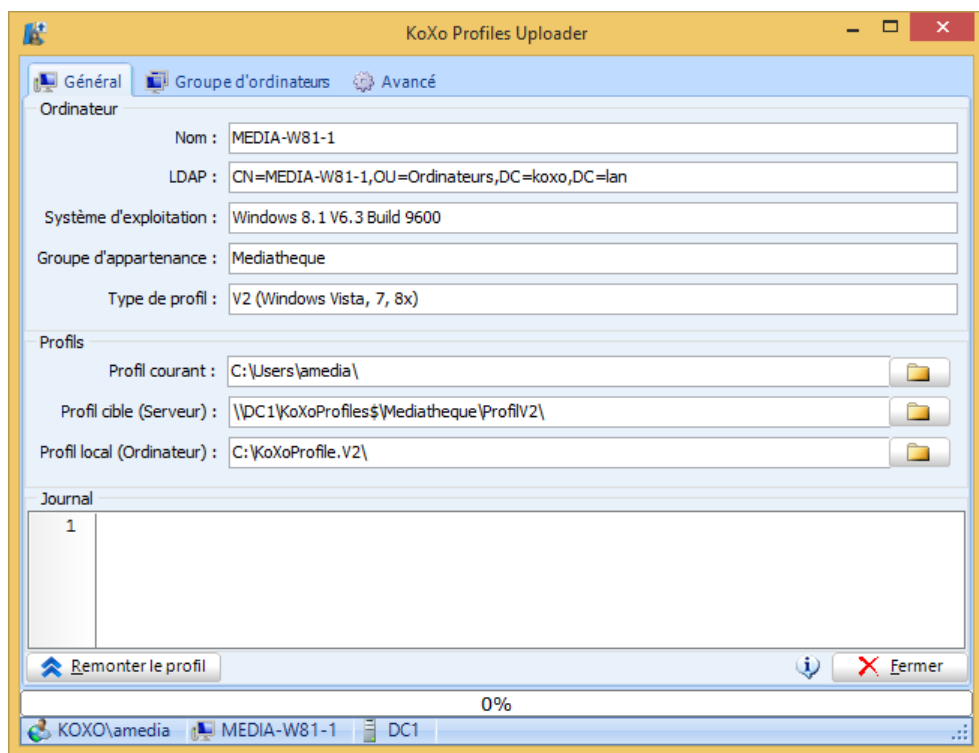 KoXo Profiles Uploader
Général Groupe d'ordinateurs Avancé
Ordinateur
Nom : MEDIA-W81-1
LDAP : CN=MEDIA-W81-1,OU=Ordinateurs,DC=koxo,DC=lan
Système d'exploitation : Windows 8.1 V6.3 Build 9600
Groupe d'appartenance : Mediatheque
Type de profil : V2 (Windows Vista, 7, 8x)
Profils
Profil courant : C:\Users\amedia\
Profil cible (Serveur) : \\DC1\KoXoProfiles$\Mediatheque\ProfilV2\
Profil local (Ordinateur) : C:\KoXoProfile.V2\
Journal
1
Remonter le profil Fermer
0%
KOXO\amedia MEDIA-W81-1 DC1